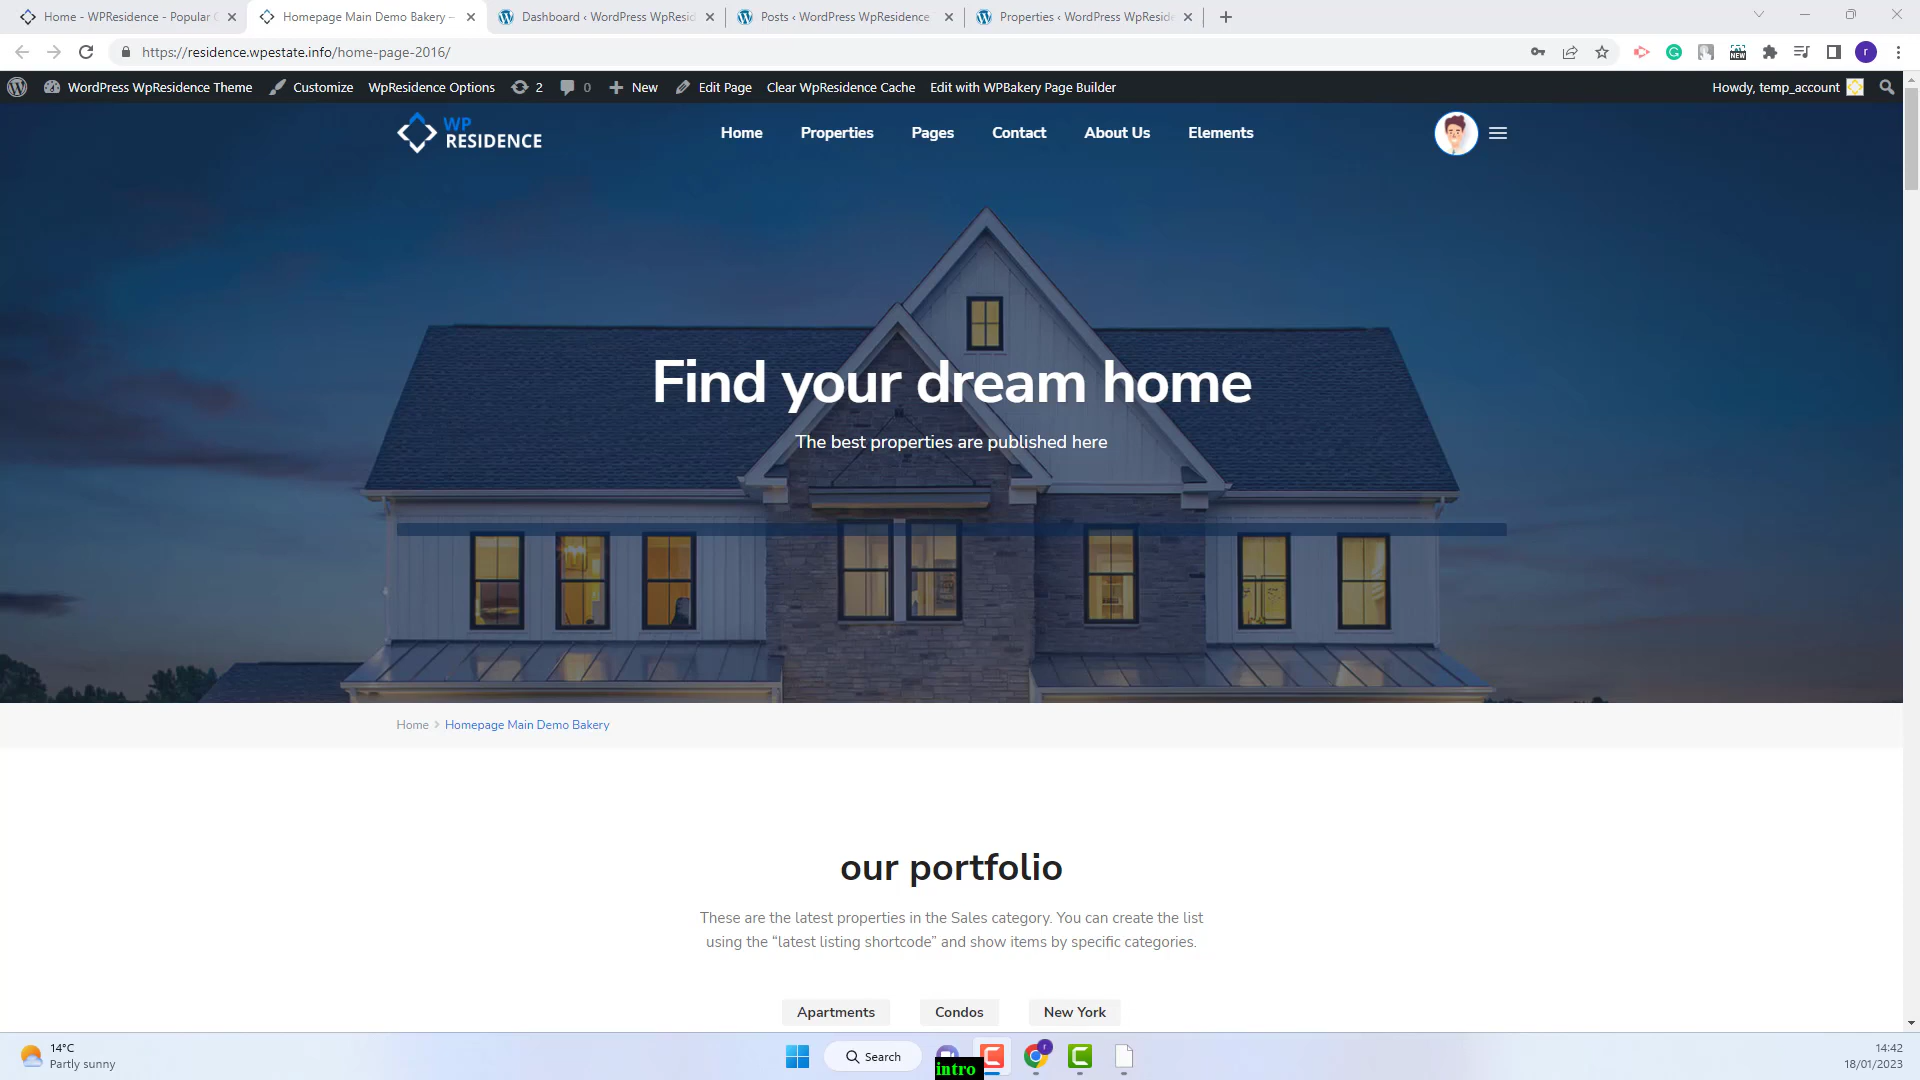 Home - WPResidence - Popular
Homepage Main Demo Bakery –
Dashboard ‹ WordPress WpResid
Posts ‹ WordPress WpResidence
Properties ‹ WordPress WpReside
https://residence.wpestate.info/home-page-2016/
NEW
r
WordPress WpResidence Theme
Customize
WpResidence Options
2
0
New
Edit Page
Clear WpResidence Cache
Edit with WPBakery Page Builder
Howdy, temp_account
WP
RESIDENCE
Home
Properties
Pages
Contact
About Us
Elements
Find your dream home
The best properties are published here
Home
Homepage Main Demo Bakery
our portfolio
These are the latest properties in the Sales category. You can create the list
using the “latest listing shortcode” and show items by specific categories.
Apartments
Condos
New York
14°C
Partly sunny
Search
intro
r
14:42
18/01/2023